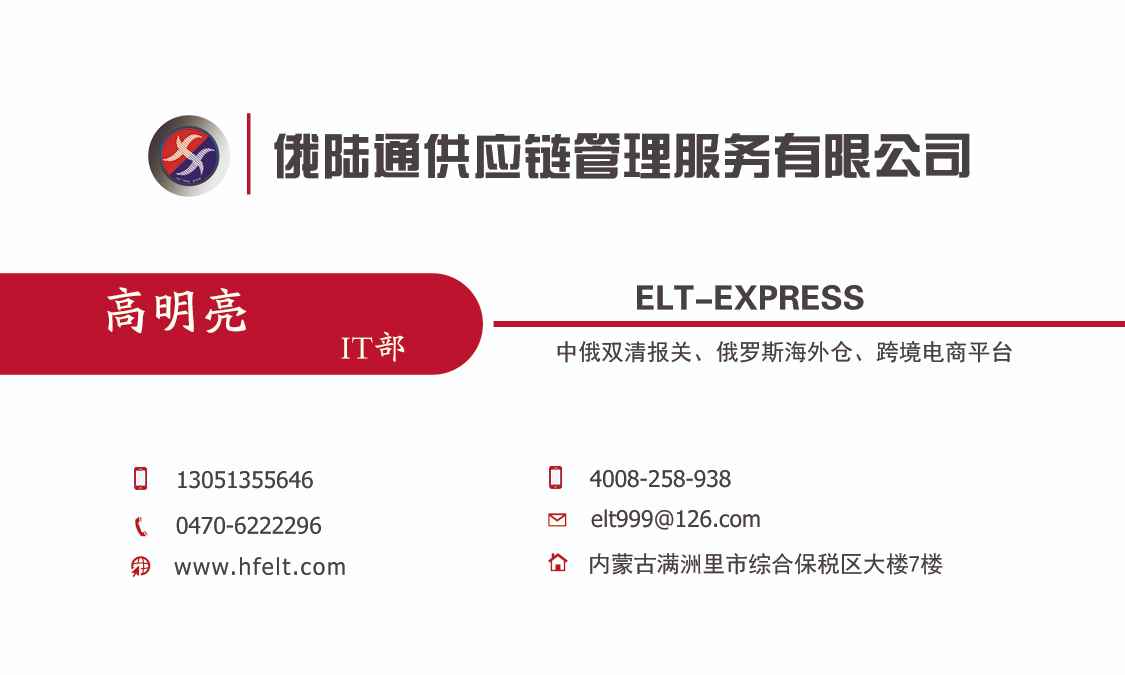 俄陆通供应链管理服务有限公司
高明亮
IT部
ELT-EXPRESS
中俄双清报关、俄罗斯海外仓、跨境电商平台
13051355646
4008-258-938
0470-6222296
elt999@126.com
www.hfelt.com
内蒙古满洲里市综合保税区大楼7楼